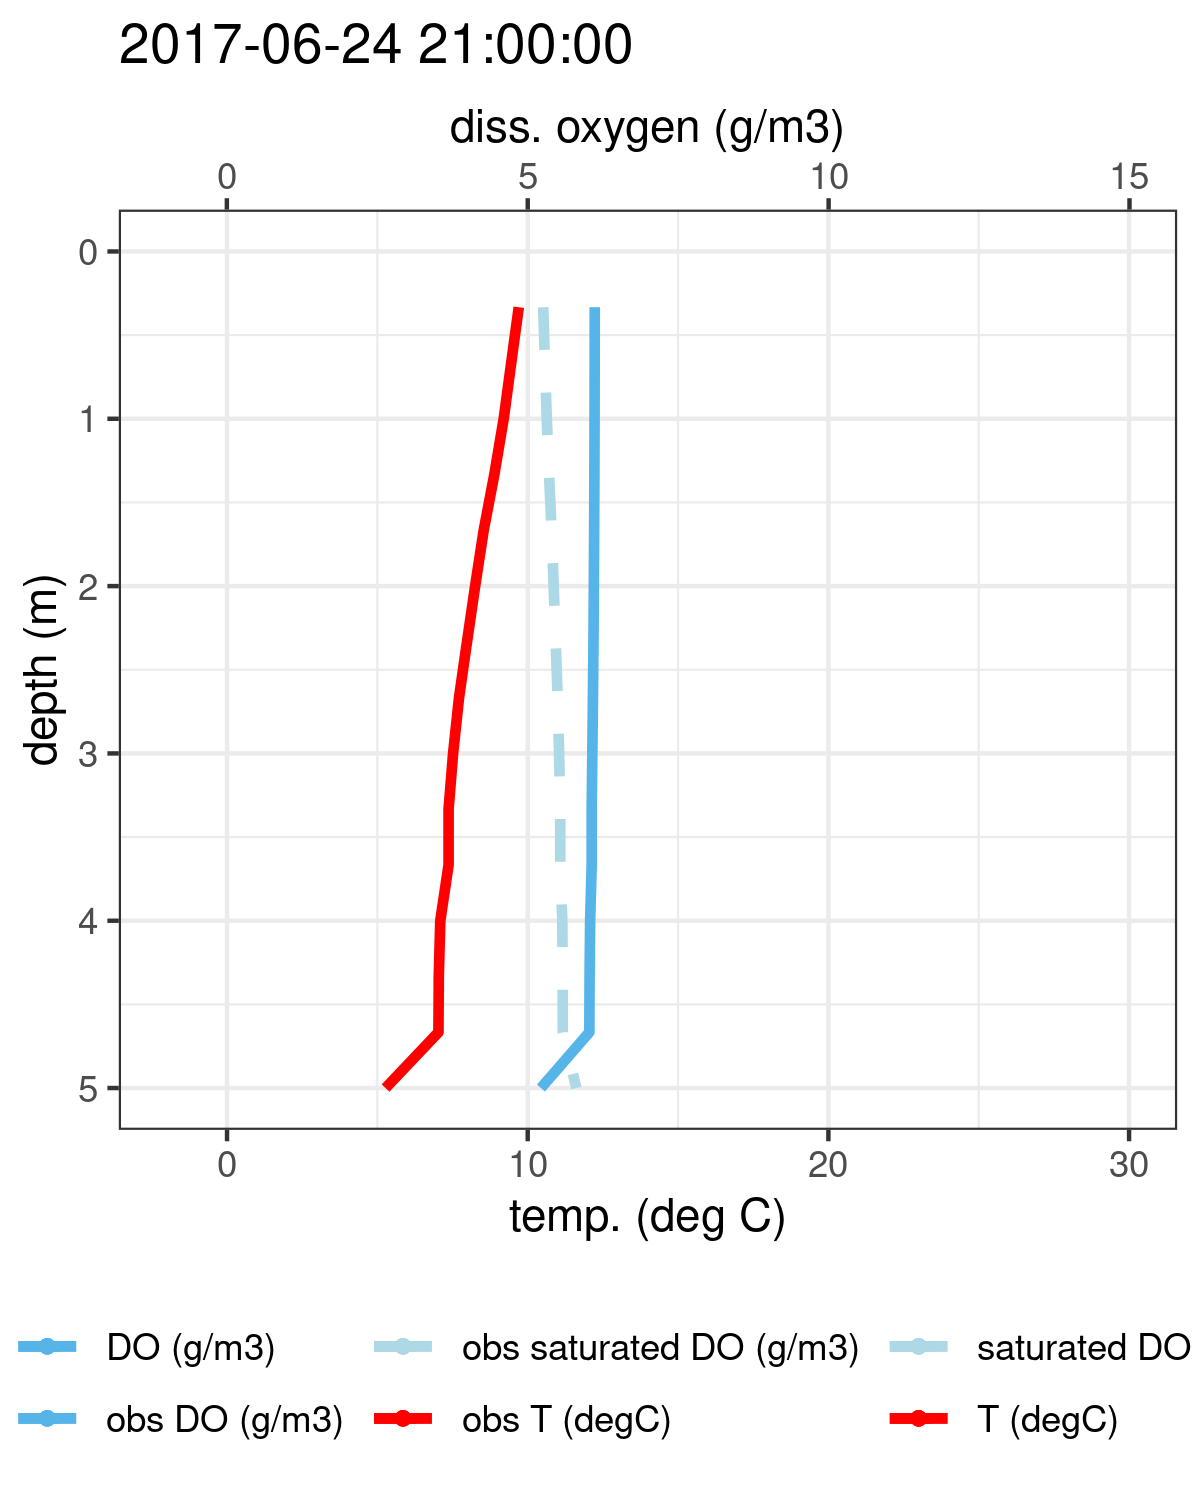 2017-06-24 21:00:00
diss. oxygen (g/m3)
0 5 10 15
0
1
2
3
4
5
depth (m)
0 10 20 30
temp. (deg C)
DO (g/m3) obs saturated DO (g/m3) saturated DO
obs DO (g/m3) obs T (degC) T (degC)